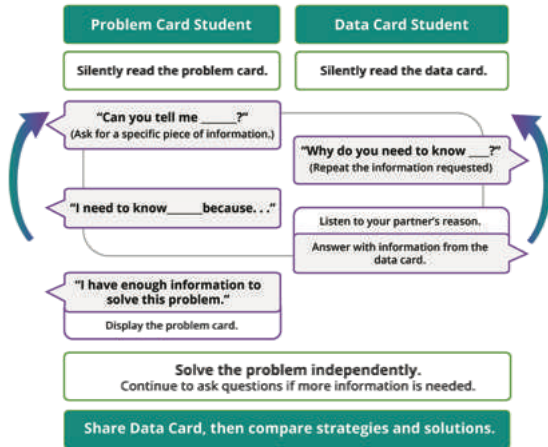 Problem Card Student
Data Card Student
Silently read the problem card.
Silently read the data card.
“Can you tell me ______?”
(Ask for a specific piece of information.)
“Why do you need to know ____?”
(Repeat the information requested)
“I need to know______because. . .”
Listen to your partner’s reason.
Answer with information from the
data card.
“I have enough information to
solve this problem.”
Display the problem card.
Solve the problem independently.
Continue to ask questions if more information is needed.
Share Data Card, then compare strategies and solutions.